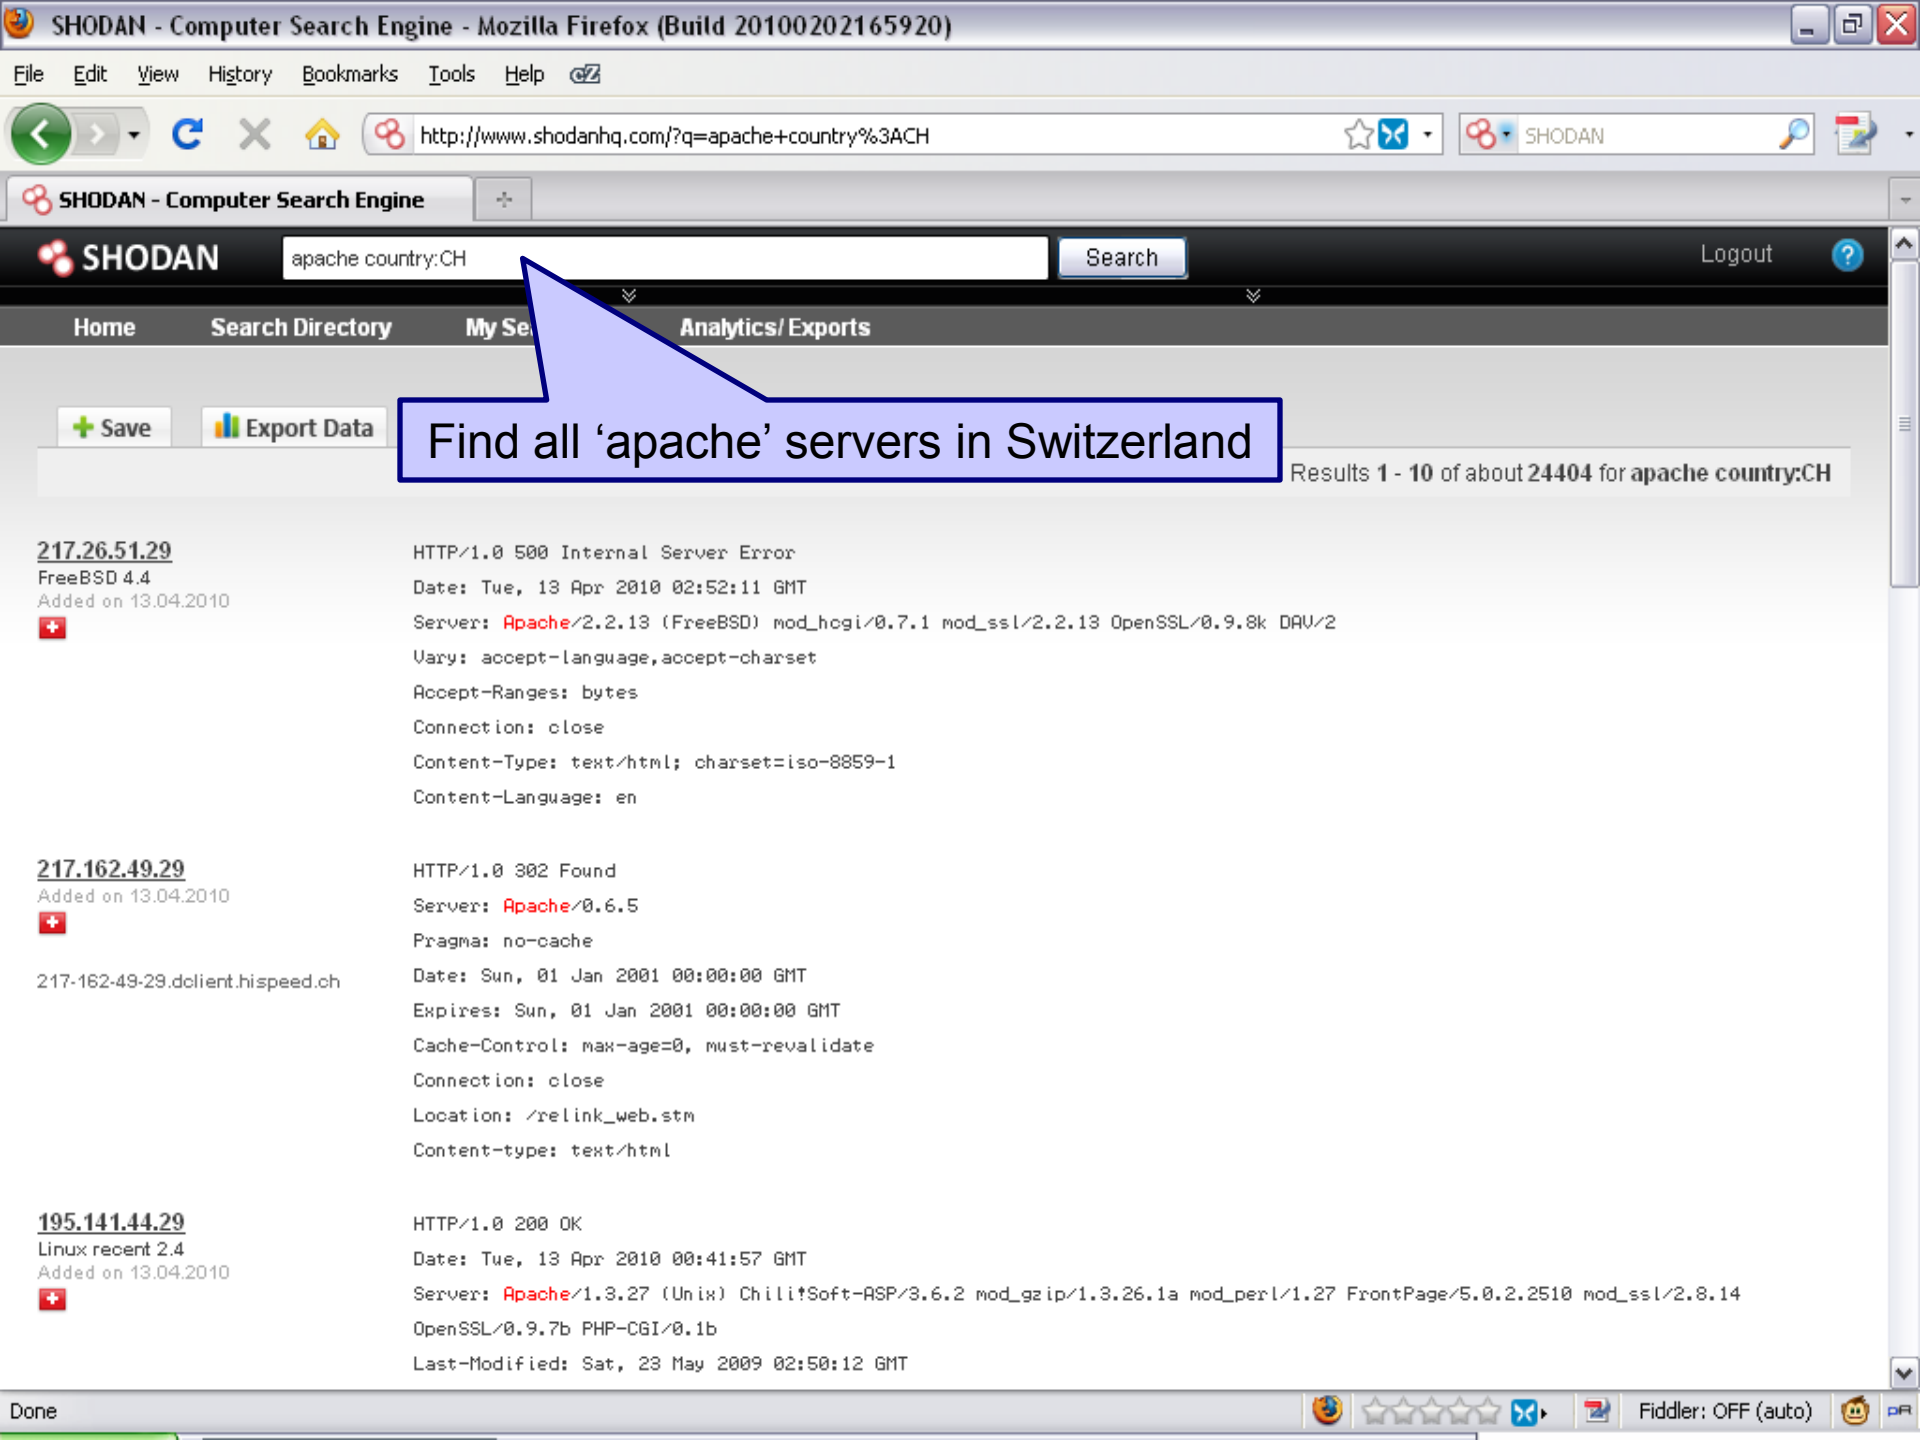 SHODAN - Computer Search Engine - Mozilla Firefox (Build 20100202165920)
File Edit View History Bookmarks Tools Help
http://www.shodanhq.com/?q=apache+country%3ACH
SHODAN
SHODAN - Computer Search Engine
SHODAN
apache country:CH
Search
Logout
?
Home Search Directory My Se Analytics/Exports
Save
Export Data
Find all ‘apache’ servers in Switzerland
Results 1 - 10 of about 24404 for apache country:CH
217.26.51.29
FreeBSD 4.4
Added on 13.04.2010
HTTP/1.0 500 Internal Server Error
Date: Tue, 13 Apr 2010 02:52:11 GMT
Server: Apache/2.2.13 (FreeBSD) mod_hcgi/0.7.1 mod_ssl/2.2.13 OpenSSL/0.9.8k DAV/2
Vary: accept-language,accept-charset
Accept-Ranges: bytes
Connection: close
Content-Type: text/html; charset=iso-8859-1
Content-Language: en
217.162.49.29
Added on 13.04.2010
217-162-49-29.dclient.hispeed.ch
HTTP/1.0 302 Found
Server: Apache/0.6.5
Pragma: no-cache
Date: Sun, 01 Jan 2001 00:00:00 GMT
Expires: Sun, 01 Jan 2001 00:00:00 GMT
Cache-Control: max-age=0, must-revalidate
Connection: close
Location: /relink_web.stm
Content-type: text/html
195.141.44.29
Linux recent 2.4
Added on 13.04.2010
HTTP/1.0 200 OK
Date: Tue, 13 Apr 2010 00:41:57 GMT
Server: Apache/1.3.27 (Unix) Chili!Soft-ASP/3.6.2 mod_gzip/1.3.26.1a mod_perl/1.27 FrontPage/5.0.2.2510 mod_ssl/2.8.14
OpenSSL/0.9.7b PHP-CGI/0.1b
Last-Modified: Sat, 23 May 2009 02:50:12 GMT
Done
Fiddler: OFF (auto)